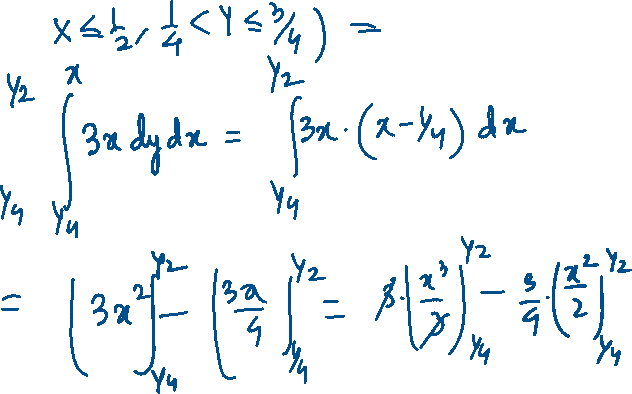 X ≤ 1/2, 1/4 < Y ≤ 3/4 ) =
∫_{1/4}^{1/2} ∫_{1/4}^{x} 3x dy dx = ∫_{1/4}^{1/2} 3x · (x - 1/4) dx
= [3x²]_{1/4}^{1/2} - [3x/4]_{1/4}^{1/2} = 3·(x³/3)_{1/4}^{1/2} - 3/4·(x²/2]_{1/4}^{1/2}